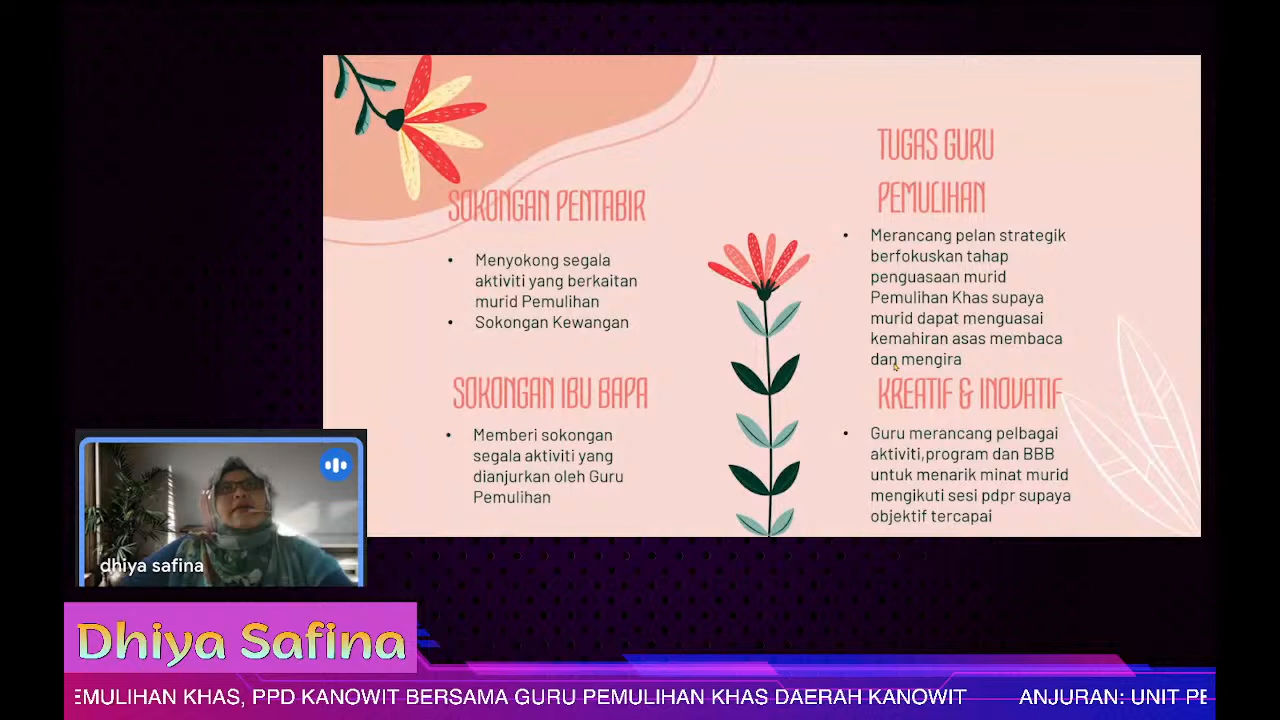 SOKONGAN PENTABIR
• Menyokong segala
aktiviti yang berkaitan
murid Pemulihan
• Sokongan Kewangan
SOKONGAN IBU BAPA
• Memberi sokongan
segala aktiviti yang
dianjurkan oleh Guru
Pemulihan
TUGAS GURU
PEMULIHAN
• Merancang pelan strategik
berfokuskan tahap
penguasaan murid
Pemulihan Khas supaya
murid dapat menguasai
kemahiran asas membaca
dan mengira
KREATIF & INOVATIF
• Guru merancang pelbagai
aktiviti,program dan BBB
untuk menarik minat murid
mengikuti sesi pdpr supaya
objektif tercapai
dhiya safina
Dhiya Safina
EMULIHAN KHAS, PPD KANOWIT BERSAMA GURU PEMULIHAN KHAS DAERAH KANOWIT ANJURAN: UNIT PE